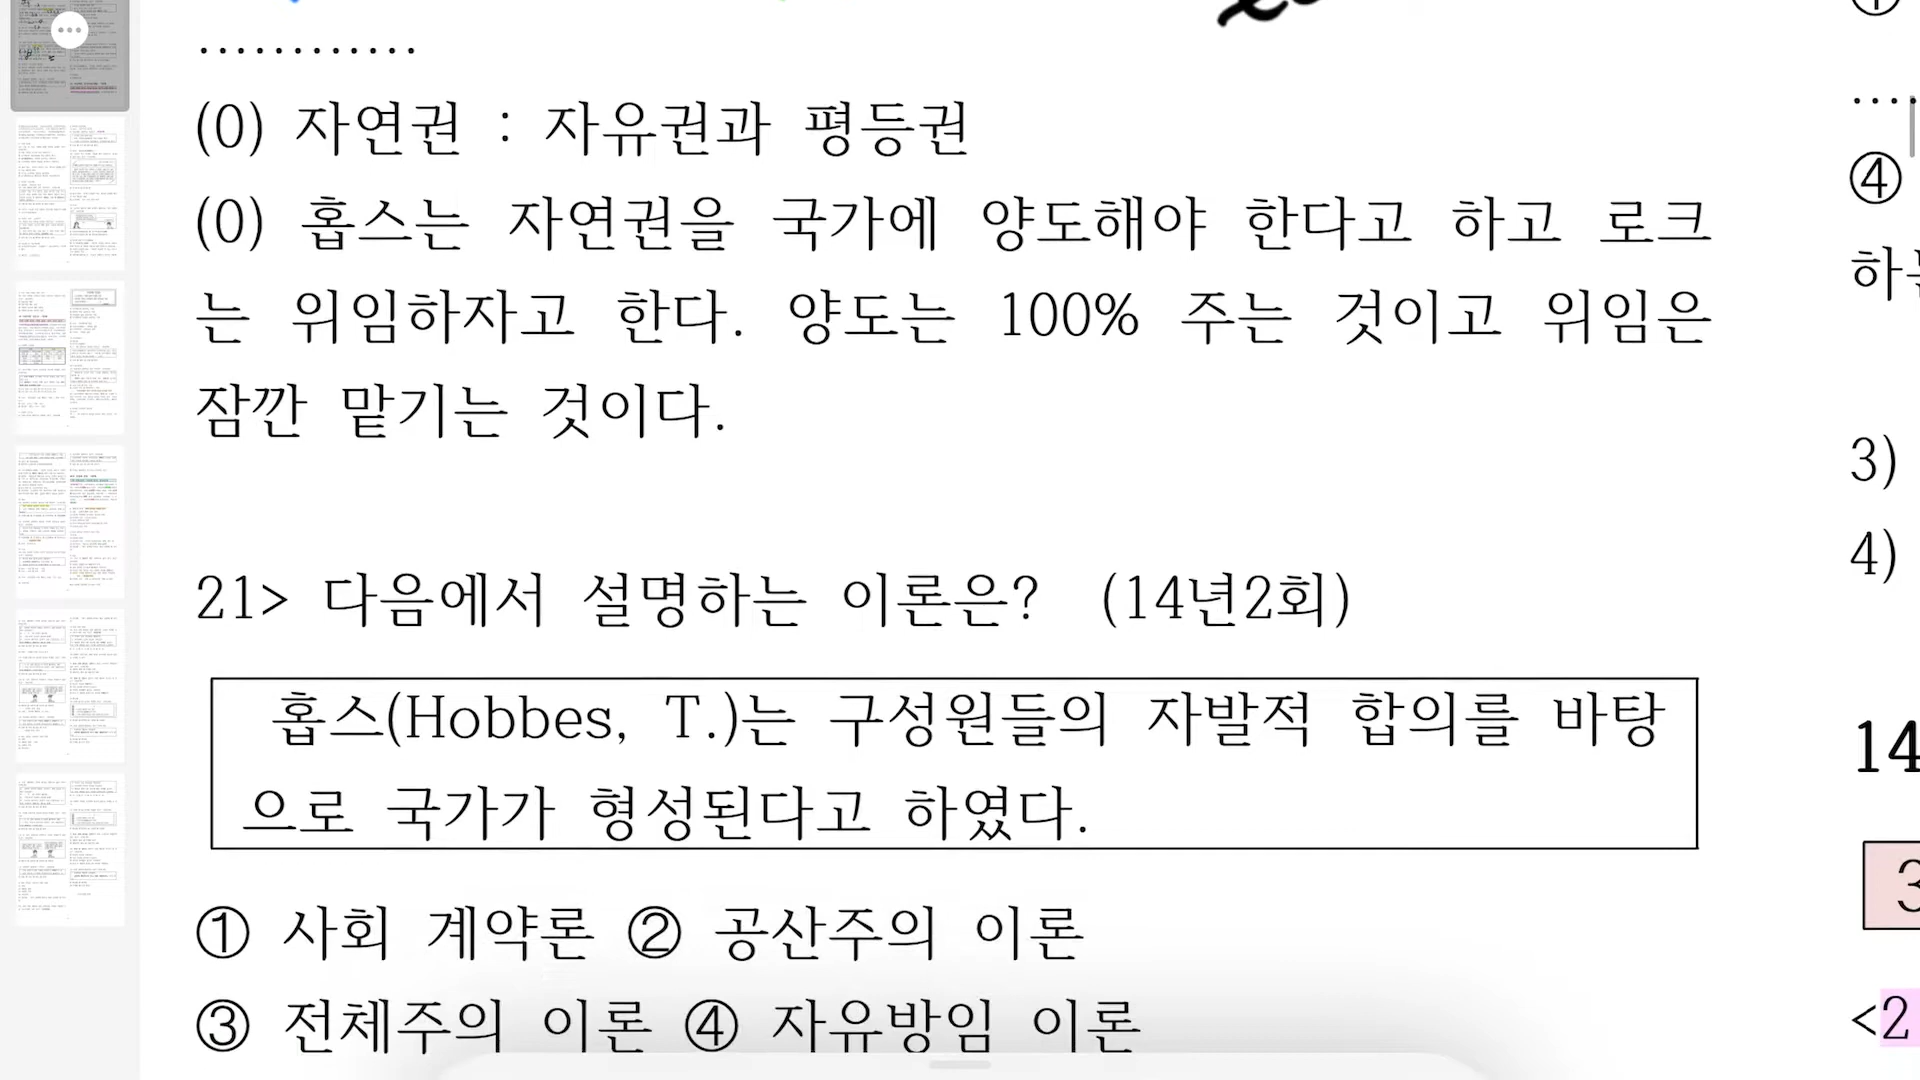 ............
(0) 자연권 : 자유권과 평등권
(0) 홉스는 자연권을 국가에 양도해야 한다고 하고 로크
는 위임하자고 한다. 양도는 100% 주는 것이고 위임은
잠깐 맡기는 것이다.
21> 다음에서 설명하는 이론은? (14년2회)
홉스(Hobbes, T.)는 구성원들의 자발적 합의를 바탕
으로 국가가 형성된다고 하였다.
① 사회 계약론 ② 공산주의 이론
③ 전체주의 이론 ④ 자유방임 이론
....
④
3)
4)
14
<2